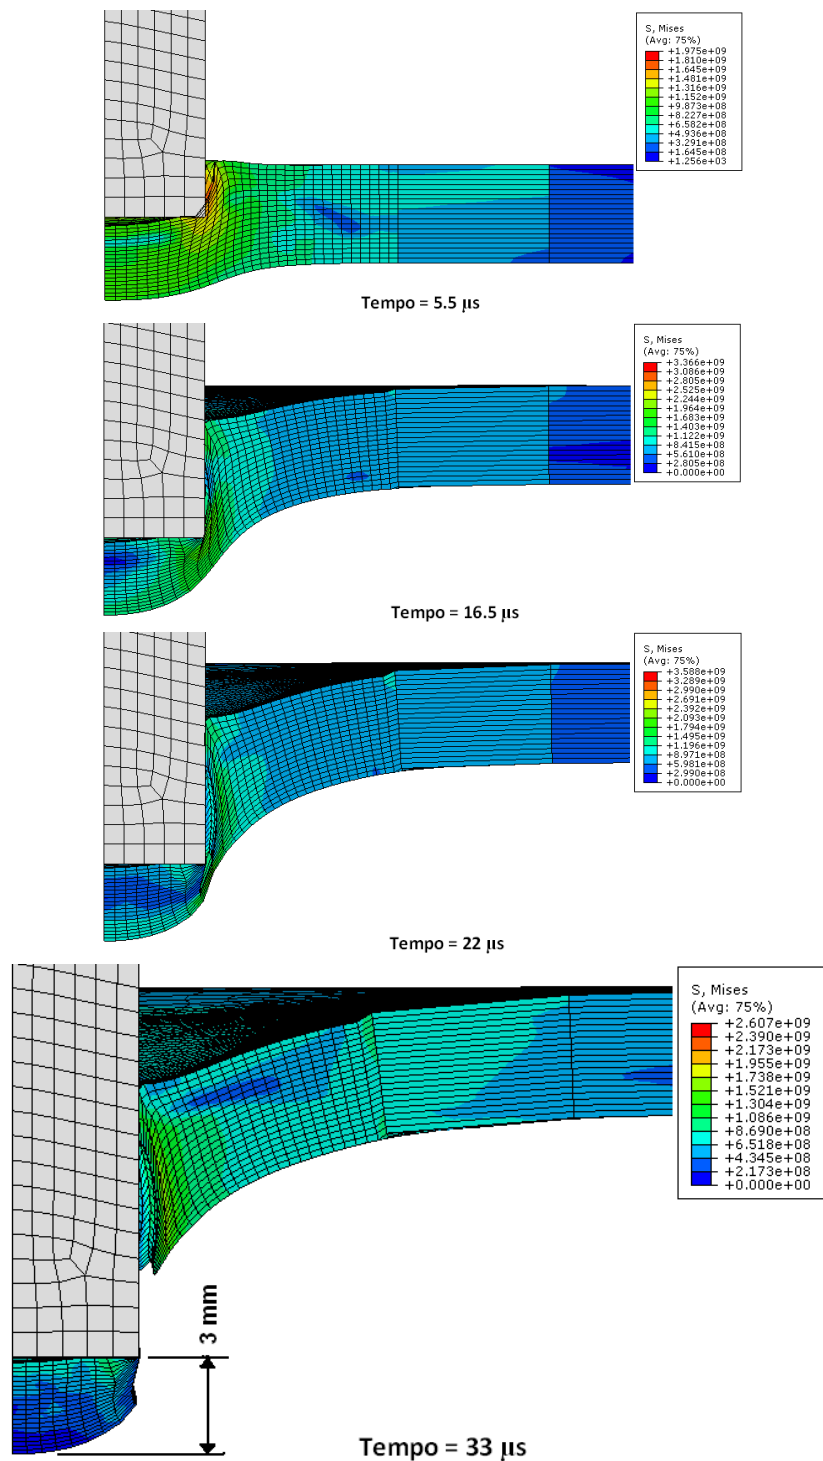 S, Mises
(Avg: 75%)
+1.975e+09
+1.810e+09
+1.645e+09
+1.481e+09
+1.316e+09
+1.152e+09
+9.873e+08
+8.227e+08
+6.582e+08
+4.936e+08
+3.291e+08
+1.645e+08
+1.256e+03
Tempo = 5.5 µs
S, Mises
(Avg: 75%)
+3.366e+09
+3.086e+09
+2.805e+09
+2.525e+09
+2.244e+09
+1.964e+09
+1.683e+09
+1.403e+09
+1.122e+09
+8.415e+08
+5.610e+08
+2.805e+08
+0.000e+00
Tempo = 16.5 µs
S, Mises
(Avg: 75%)
+3.588e+09
+3.289e+09
+2.990e+09
+2.691e+09
+2.392e+09
+2.093e+09
+1.794e+09
+1.495e+09
+1.196e+09
+8.971e+08
+5.981e+08
+2.990e+08
+0.000e+00
Tempo = 22 µs
S, Mises
(Avg: 75%)
+2.607e+09
+2.390e+09
+2.173e+09
+1.955e+09
+1.738e+09
+1.521e+09
+1.304e+09
+1.086e+09
+8.690e+08
+6.518e+08
+4.345e+08
+2.173e+08
+0.000e+00
3 mm
Tempo = 33 µs